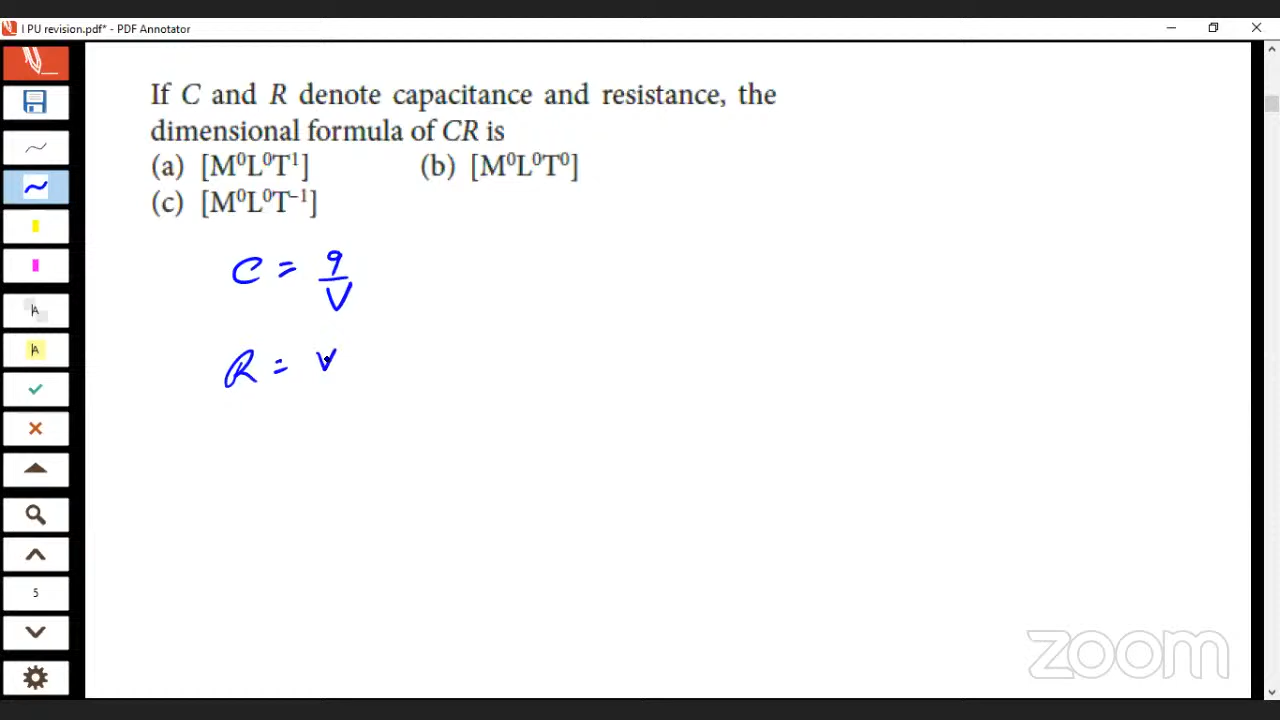 I PU revision.pdf* - PDF Annotator
If C and R denote capacitance and resistance, the
dimensional formula of CR is
(a) [M⁰L⁰T¹] (b) [M⁰L⁰T⁰]
(c) [M⁰L⁰T⁻¹]
C = q/V
R = V
A
A
5
zoom